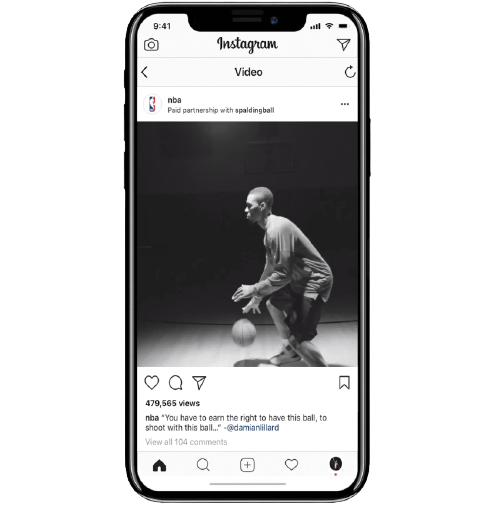 9:41
Instagram
Video
nba
Paid partnership with spaldingball
479,565 views
nba “You have to earn the right to have this ball, to
shoot with this ball...” -@damianlillard
View all 104 comments